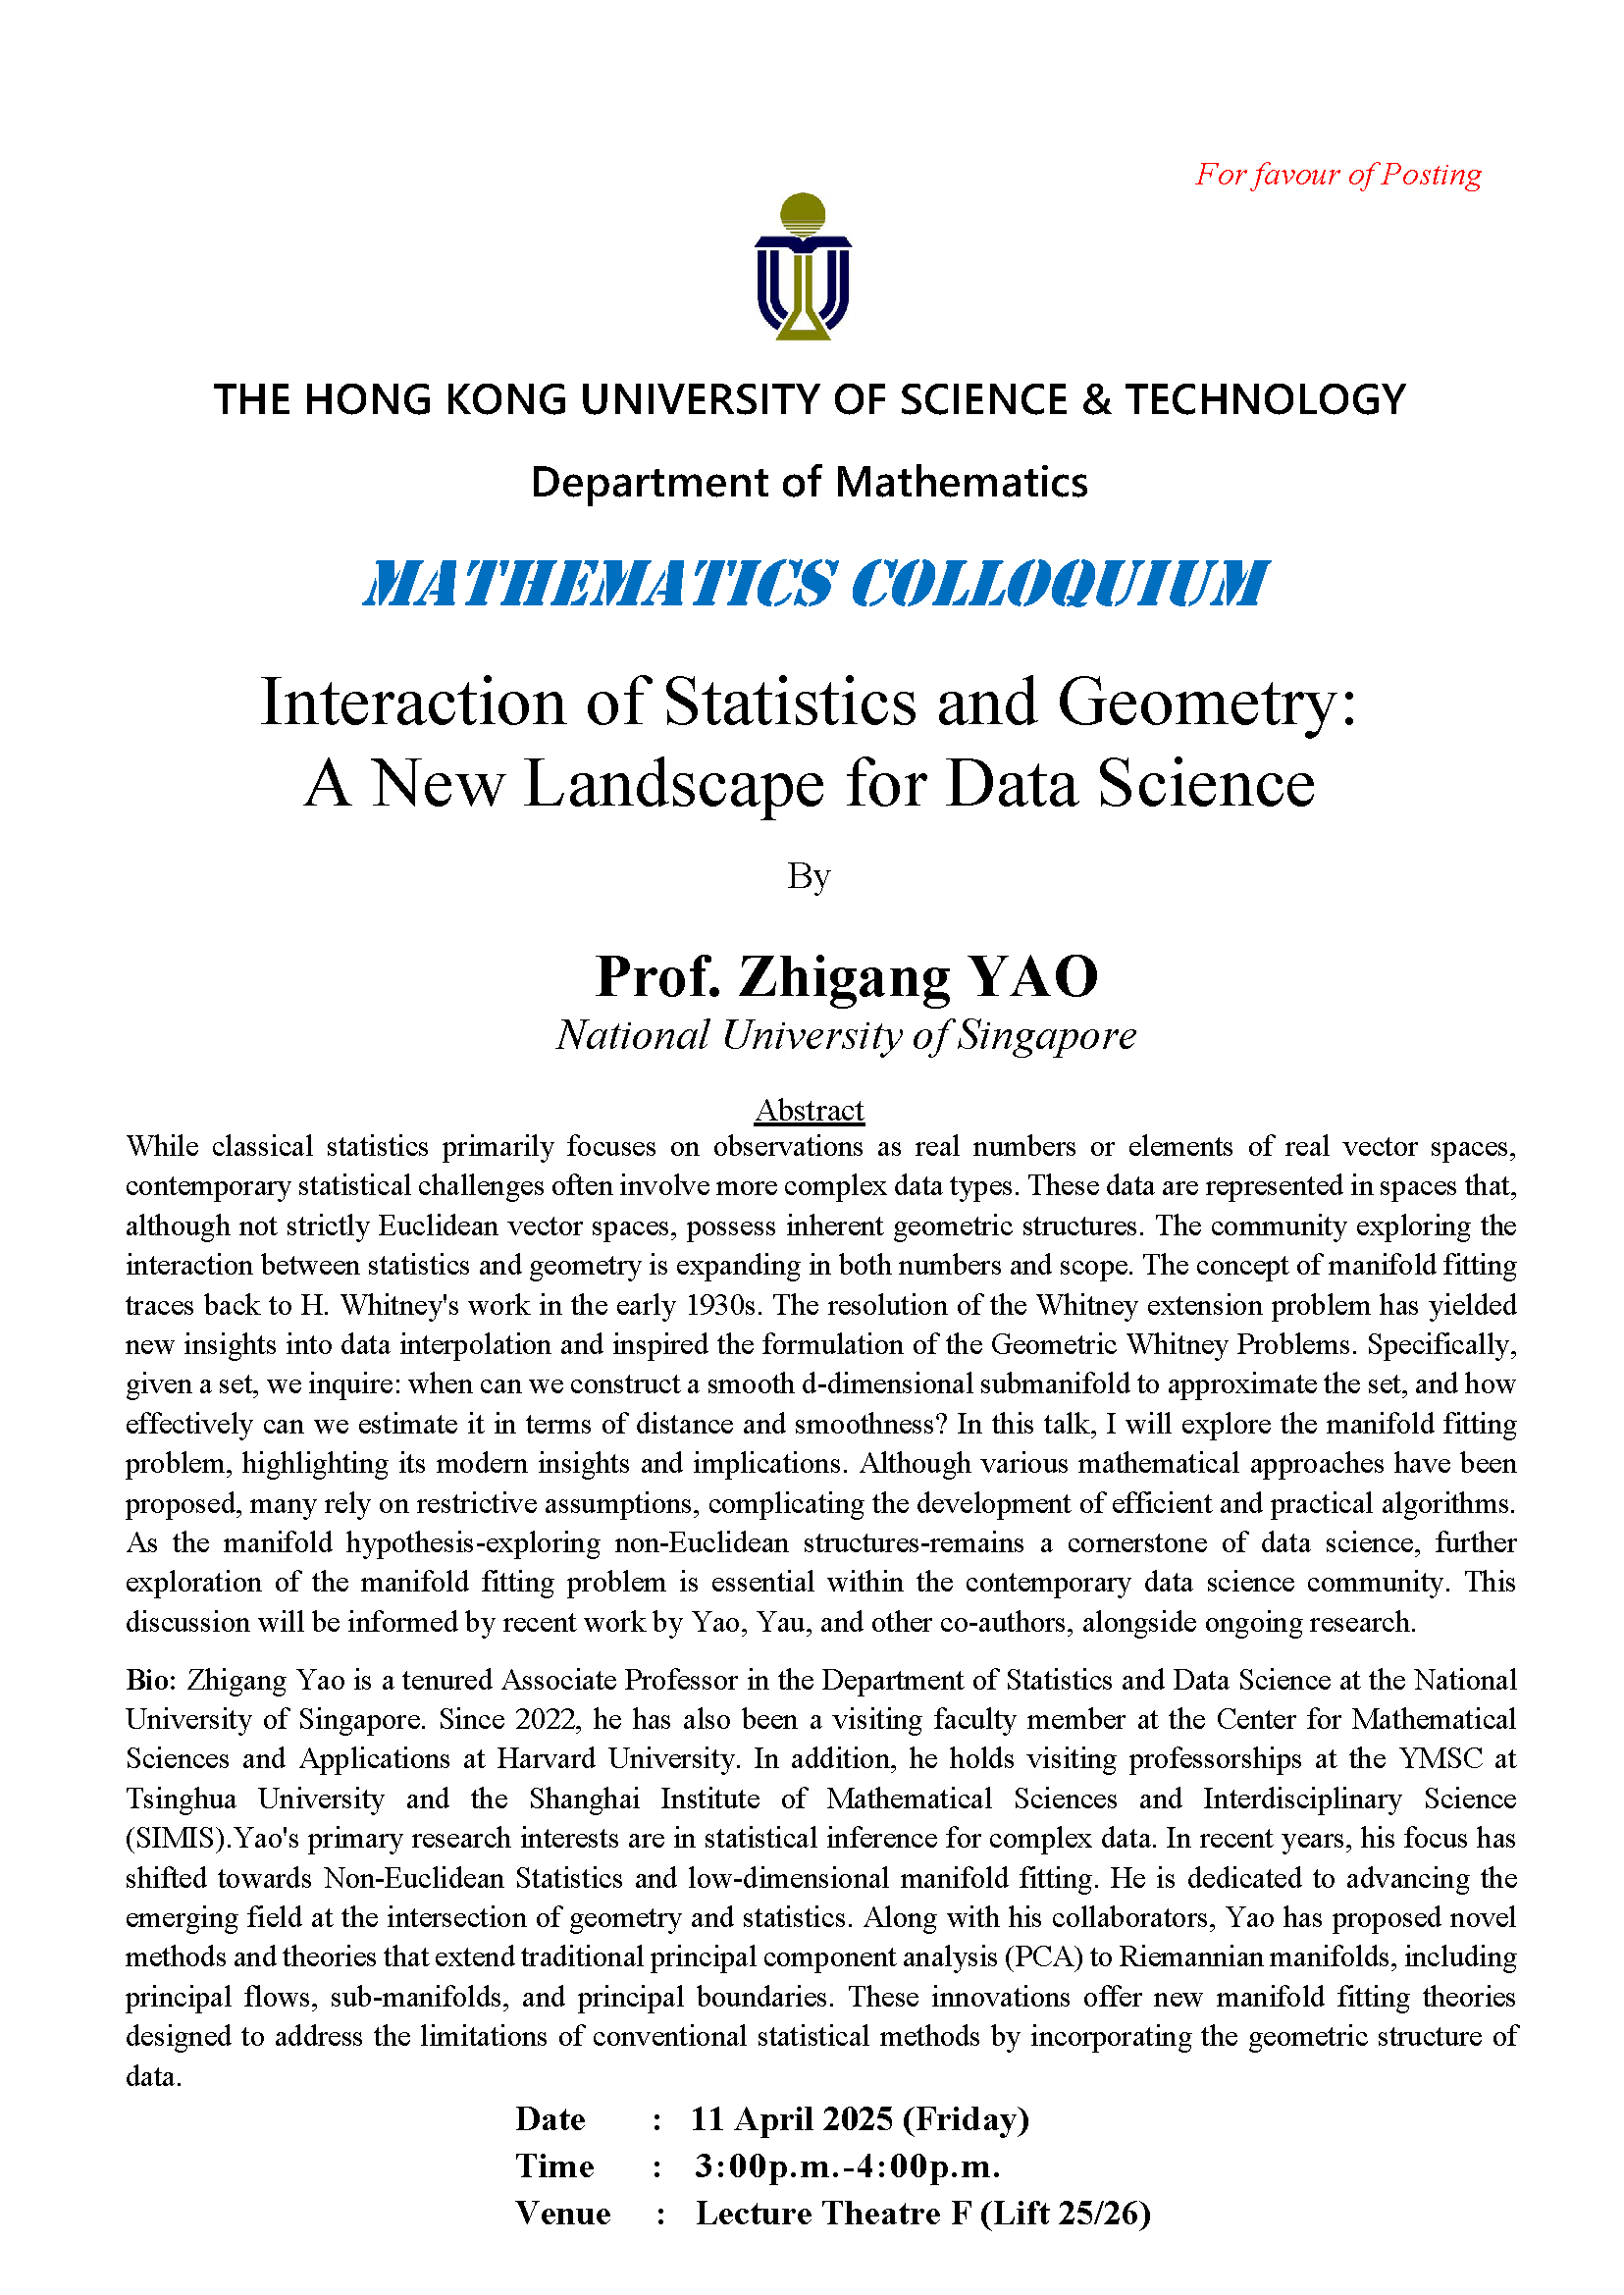 For favour of Posting
THE HONG KONG UNIVERSITY OF SCIENCE & TECHNOLOGY
Department of Mathematics
MATHEMATICS COLLOQUIUM
Interaction of Statistics and Geometry:
A New Landscape for Data Science
By
Prof. Zhigang YAO
National University of Singapore
Abstract
While classical statistics primarily focuses on observations as real numbers or elements of real vector spaces,
contemporary statistical challenges often involve more complex data types. These data are represented in spaces that,
although not strictly Euclidean vector spaces, possess inherent geometric structures. The community exploring the
interaction between statistics and geometry is expanding in both numbers and scope. The concept of manifold fitting
traces back to H. Whitney's work in the early 1930s. The resolution of the Whitney extension problem has yielded
new insights into data interpolation and inspired the formulation of the Geometric Whitney Problems. Specifically,
given a set, we inquire: when can we construct a smooth d-dimensional submanifold to approximate the set, and how
effectively can we estimate it in terms of distance and smoothness? In this talk, I will explore the manifold fitting
problem, highlighting its modern insights and implications. Although various mathematical approaches have been
proposed, many rely on restrictive assumptions, complicating the development of efficient and practical algorithms.
As the manifold hypothesis-exploring non-Euclidean structures-remains a cornerstone of data science, further
exploration of the manifold fitting problem is essential within the contemporary data science community. This
discussion will be informed by recent work by Yao, Yau, and other co-authors, alongside ongoing research.
Bio: Zhigang Yao is a tenured Associate Professor in the Department of Statistics and Data Science at the National
University of Singapore. Since 2022, he has also been a visiting faculty member at the Center for Mathematical
Sciences and Applications at Harvard University. In addition, he holds visiting professorships at the YMSC at
Tsinghua University and the Shanghai Institute of Mathematical Sciences and Interdisciplinary Science
(SIMIS).Yao's primary research interests are in statistical inference for complex data. In recent years, his focus has
shifted towards Non-Euclidean Statistics and low-dimensional manifold fitting. He is dedicated to advancing the
emerging field at the intersection of geometry and statistics. Along with his collaborators, Yao has proposed novel
methods and theories that extend traditional principal component analysis (PCA) to Riemannian manifolds, including
principal flows, sub-manifolds, and principal boundaries. These innovations offer new manifold fitting theories
designed to address the limitations of conventional statistical methods by incorporating the geometric structure of
data.
Date : 11 April 2025 (Friday)
Time : 3:00p.m.-4:00p.m.
Venue : Lecture Theatre F (Lift 25/26)